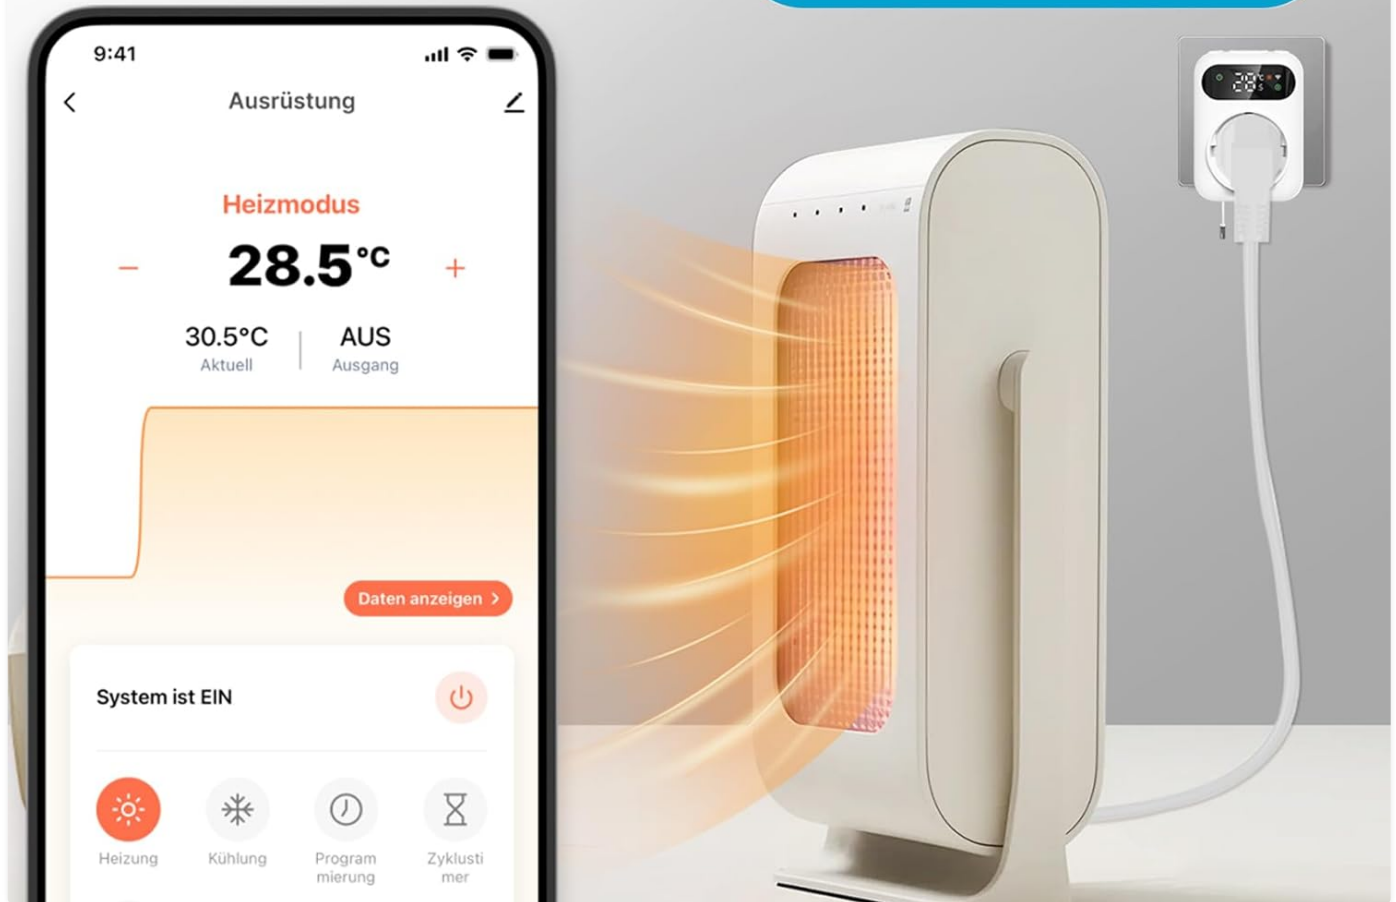 9:41
Ausrüstung
Heizmodus
28.5°C
30.5°C
AUS
Aktuell
Ausgang
Daten anzeigen
System ist EIN
Heizung
Kühlung
Program
mierung
Zyklusti
mer